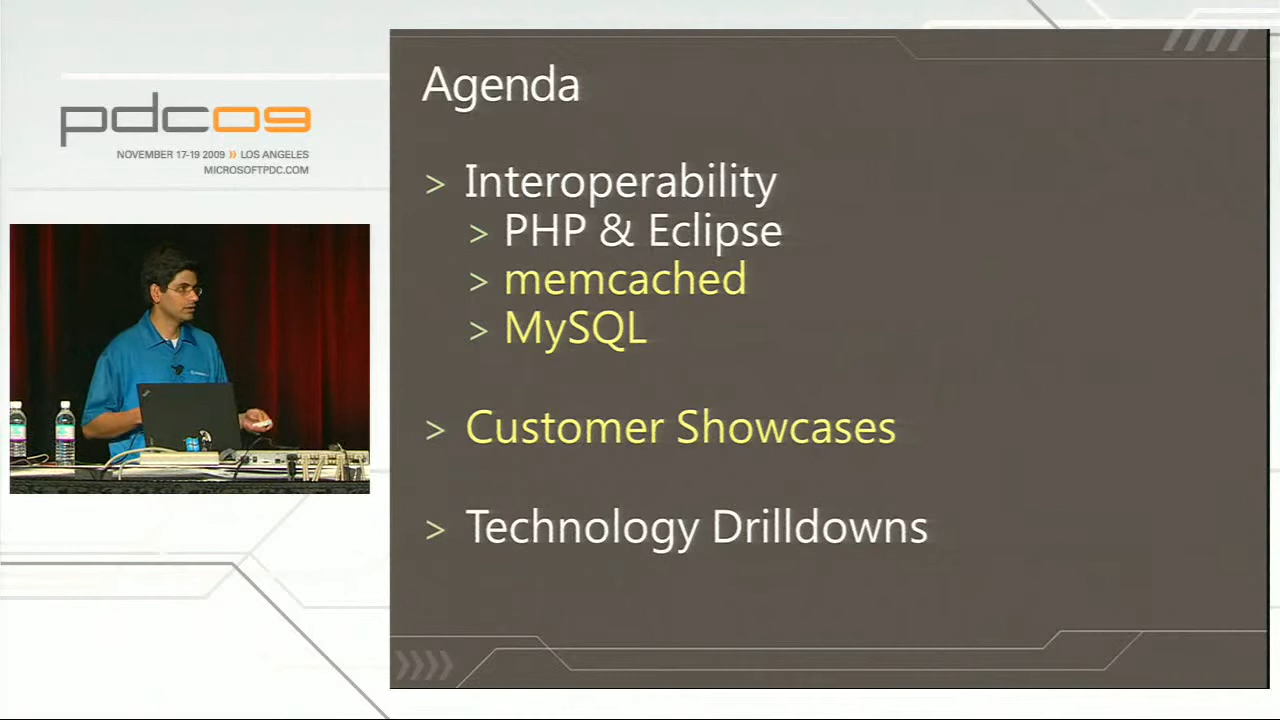 pdc09
NOVEMBER 17-19 2009 » LOS ANGELES
MICROSOFTPDC.COM
Agenda
> Interoperability
> PHP & Eclipse
> memcached
> MySQL
> Customer Showcases
> Technology Drilldowns